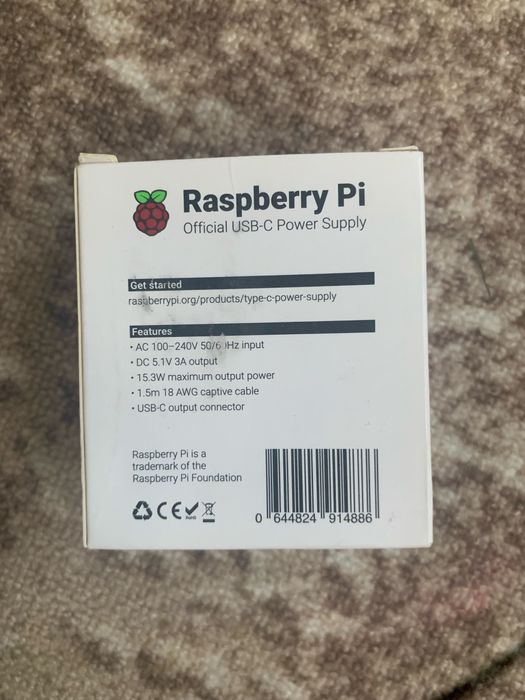 Raspberry Pi
Official USB-C Power Supply
Get started
raspberrypi.org/products/type-c-power-supply
Features
• AC 100–240V 50/60Hz input
• DC 5.1V 3A output
• 15.3W maximum output power
• 1.5m 18 AWG captive cable
• USB-C output connector
Raspberry Pi is a
trademark of the
Raspberry Pi Foundation
CE
0 644824 914886